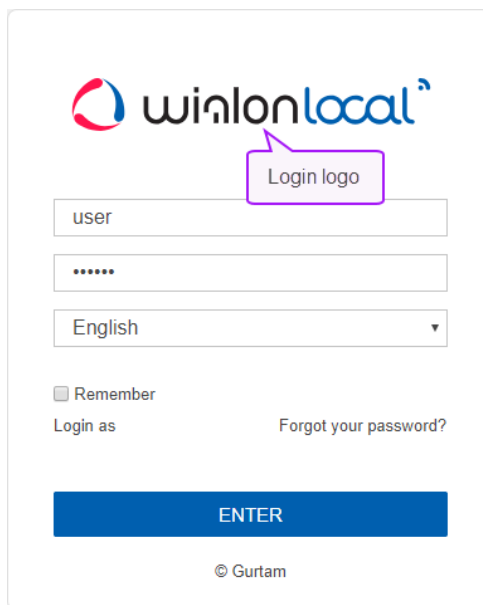 wialonlocal
Login logo
user
••••••
English
Remember
Login as Forgot your password?
ENTER
© Gurtam